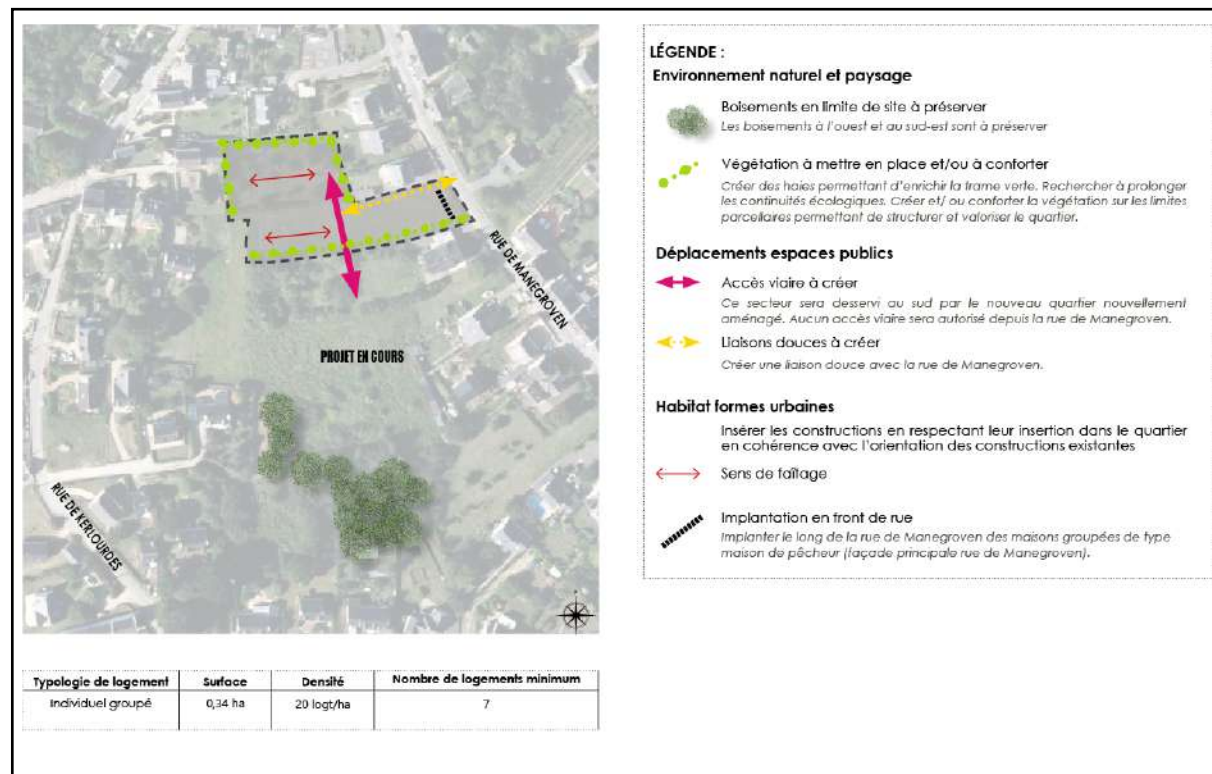 RUE DE MANEGROVEN
PROJET EN COURS
RUE DE KERLOURDES
LÉGENDE :
Environnement naturel et paysage
Boisements en limite de site à préserver
Les boisements à l'ouest et au sud-est sont à préserver
Végétation à mettre en place et/ou à conforter
Créer des haies permettant d'enrichir la trame verte. Rechercher à prolonger
les continuités écologiques. Créer et/ ou conforter la végétation sur les limites
parcellaires permettant de structurer et valoriser le quartier.
Déplacements espaces publics
Accès viaire à créer
Ce secteur sera desservi au sud par le nouveau quartier nouvellement
aménagé. Aucun accès viaire sera autorisé depuis la rue de Manegroven.
Liaisons douces à créer
Créer une liaison douce avec la rue de Manegroven.
Habitat formes urbaines
Insérer les constructions en respectant leur insertion dans le quartier
en cohérence avec l'orientation des constructions existantes
Sens de faîtage
Implantation en front de rue
Implanter le long de la rue de Manegroven des maisons groupées de type
maison de pêcheur (façade principale rue de Manegroven).
Typologie de logement Surface Densité Nombre de logements minimum
Individuel groupé 0,34 ha 20 logt/ha 7